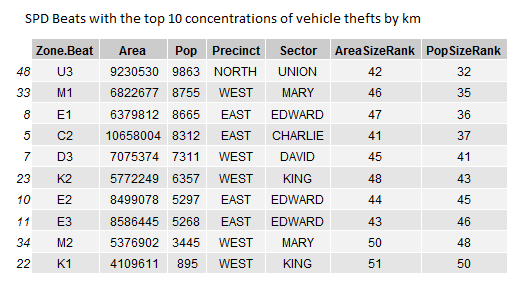 SPD Beats with the top 10 concentrations of vehicle thefts by km
Zone.Beat Area Pop Precinct Sector AreaSizeRank PopSizeRank
48 U3 9230530 9863 NORTH UNION 42 32
33 M1 6822677 8755 WEST MARY 46 35
8 E1 6379812 8665 EAST EDWARD 47 36
5 C2 10658004 8312 EAST CHARLIE 41 37
7 D3 7075374 7311 WEST DAVID 45 41
23 K2 5772249 6357 WEST KING 48 43
10 E2 8499078 5297 EAST EDWARD 44 45
11 E3 8586445 5268 EAST EDWARD 43 46
34 M2 5376902 3445 WEST MARY 50 48
22 K1 4109611 895 WEST KING 51 50